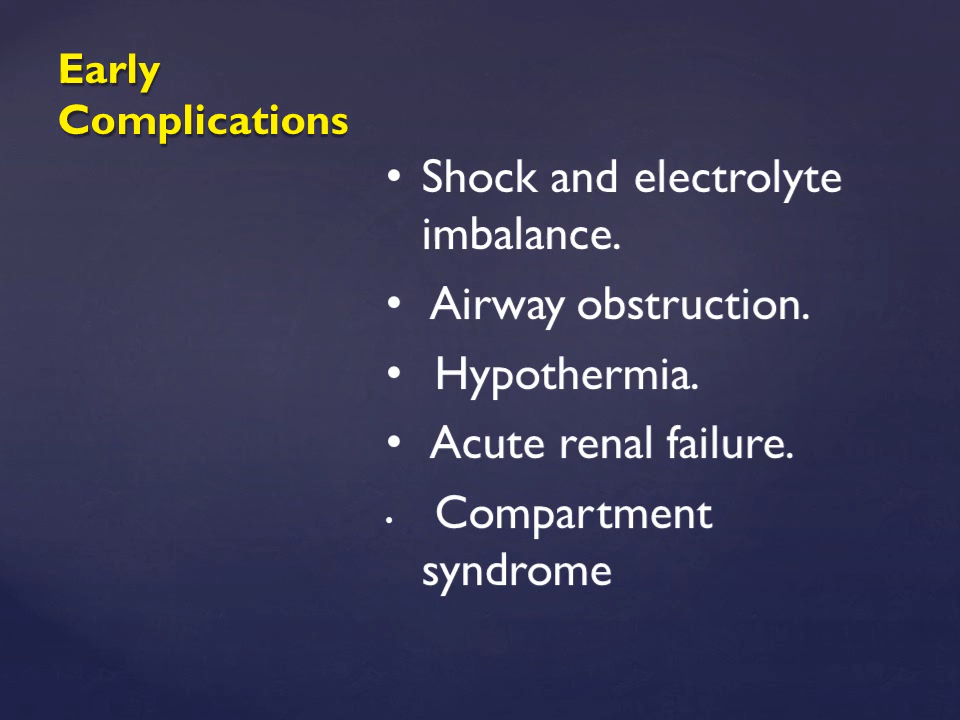 Early
Complications
• Shock and electrolyte
imbalance.
• Airway obstruction.
• Hypothermia.
• Acute renal failure.
• Compartment
syndrome